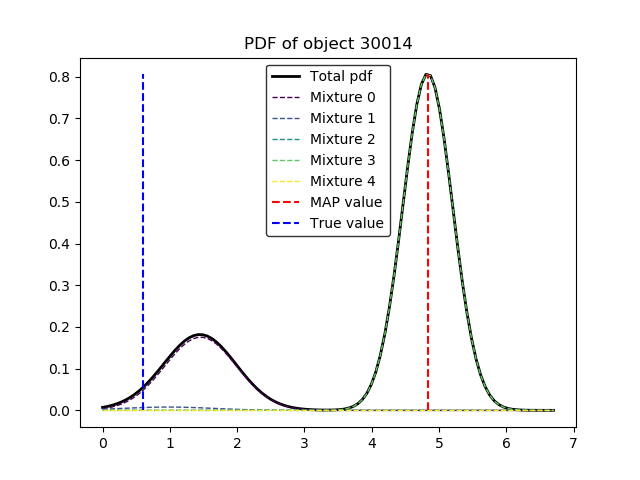 PDF of object 30014
0.8
0.7
0.6
0.5
0.4
0.3
0.2
0.1
0.0
Total pdf
Mixture 0
Mixture 1
Mixture 2
Mixture 3
Mixture 4
MAP value
True value
0 1 2 3 4 5 6 7